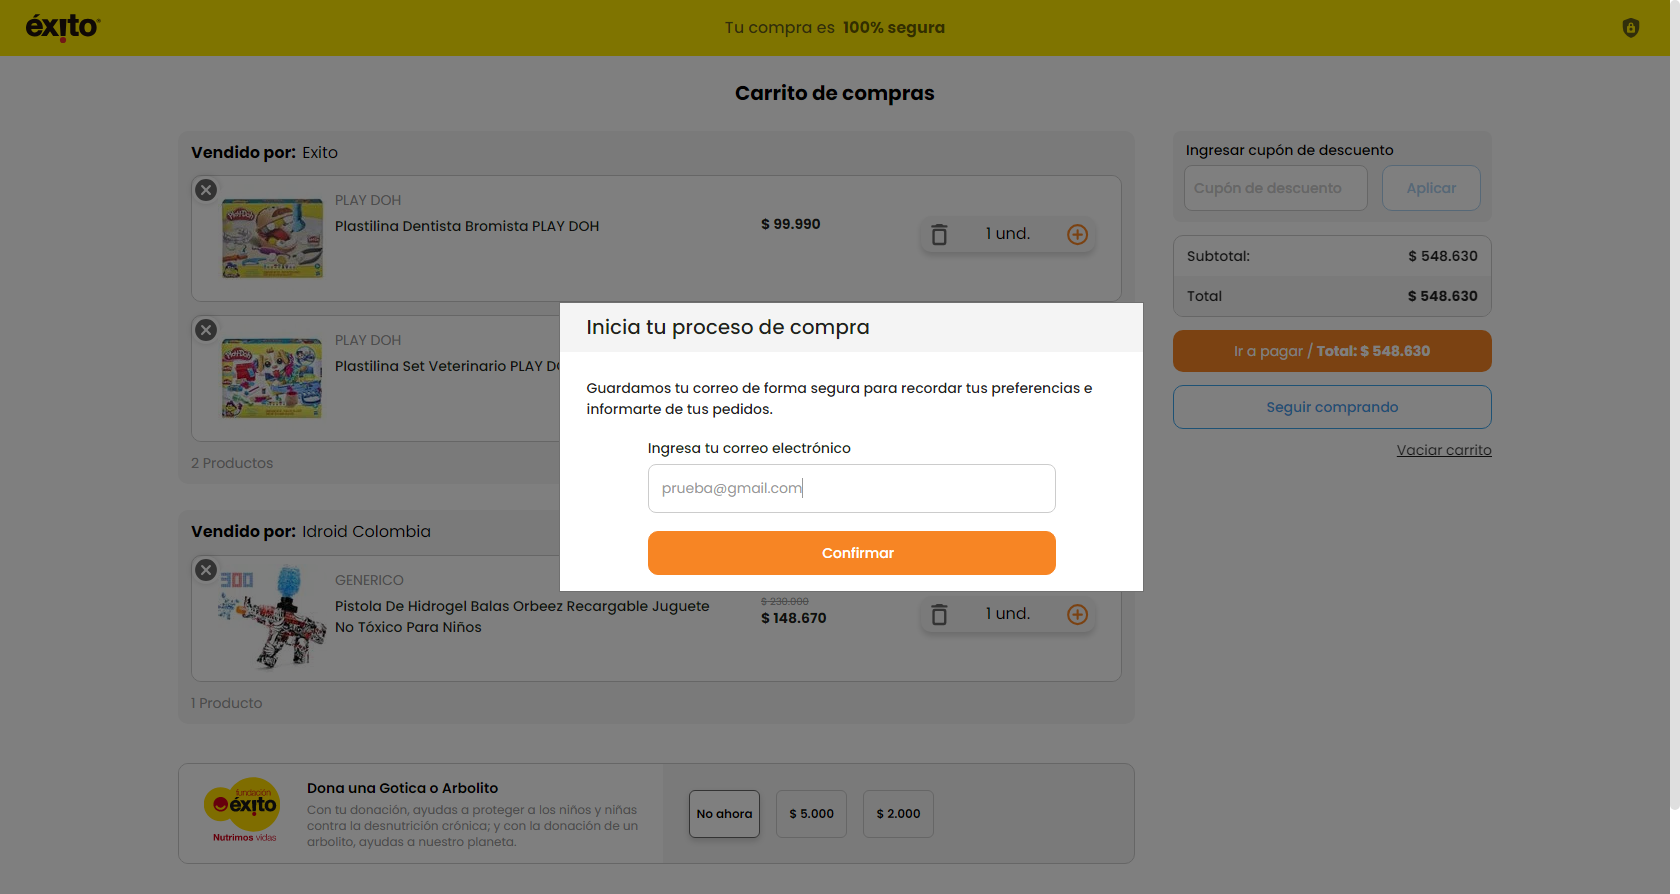 éxito
Tu compra es 100% segura
Carrito de compras
Vendido por: Exito
PLAY DOH
Plastilina Dentista Bromista PLAY DOH
$ 99.990
1 und.
PLAY DOH
Plastilina Set Veterinario PLAY DO
2 Productos
Vendido por: Idroid Colombia
300
GENERICO
Pistola De Hidrogel Balas Orbeez Recargable Juguete
No Tóxico Para Niños
$ 230.000
$ 148.670
1 und.
1 Producto
Inicia tu proceso de compra
Guardamos tu correo de forma segura para recordar tus preferencias e
informarte de tus pedidos.
Ingresa tu correo electrónico
prueba@gmail.com
Confirmar
Ingresar cupón de descuento
Cupón de descuento
Aplicar
Subtotal: $ 548.630
Total $ 548.630
Ir a pagar / Total: $ 548.630
Seguir comprando
Vaciar carrito
fundación
éxito
Nutrimos vidas
Dona una Gotica o Arbolito
Con tu donación, ayudas a proteger a los niños y niñas
contra la desnutrición crónica; y con la donación de un
arbolito, ayudas a nuestro planeta.
No ahora
$ 5.000
$ 2.000